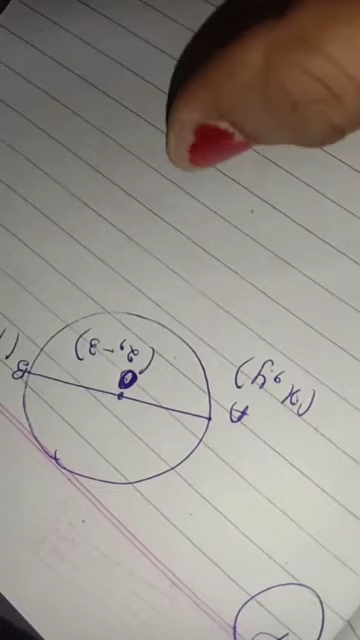 A
(x, y)
O
(2, -3)
B
(